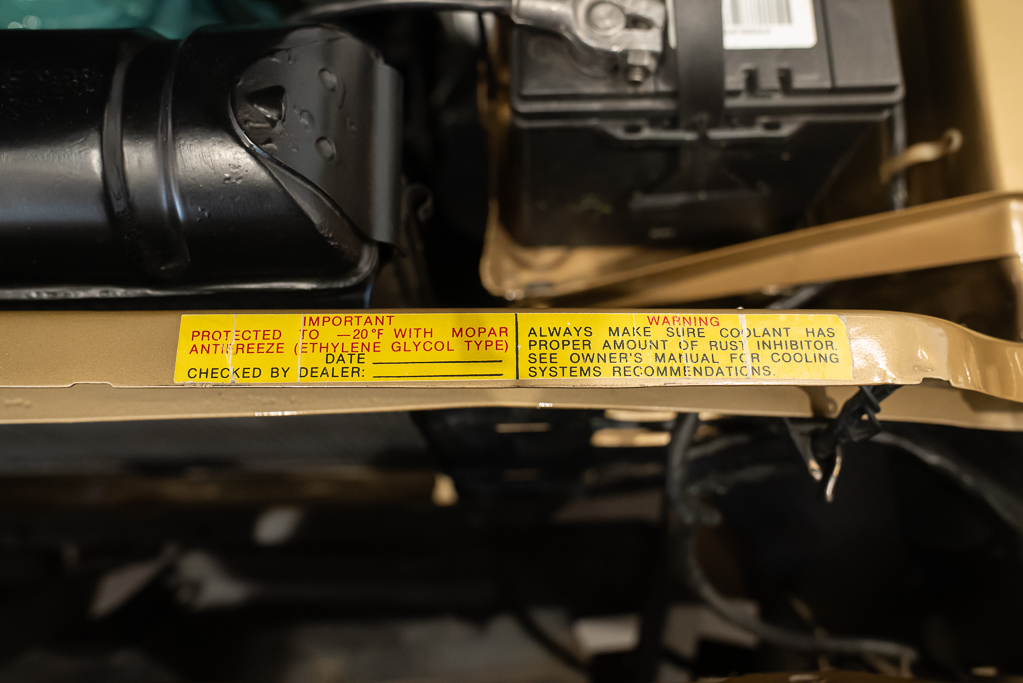 IMPORTANT
PROTECTED TO —20°F WITH MOPAR
ANTIFREEZE (ETHYLENE GLYCOL TYPE)
DATE
CHECKED BY DEALER:
WARNING
ALWAYS MAKE SURE COOLANT HAS
PROPER AMOUNT OF RUST INHIBITOR.
SEE OWNER'S MANUAL FOR COOLING
SYSTEMS RECOMMENDATIONS.